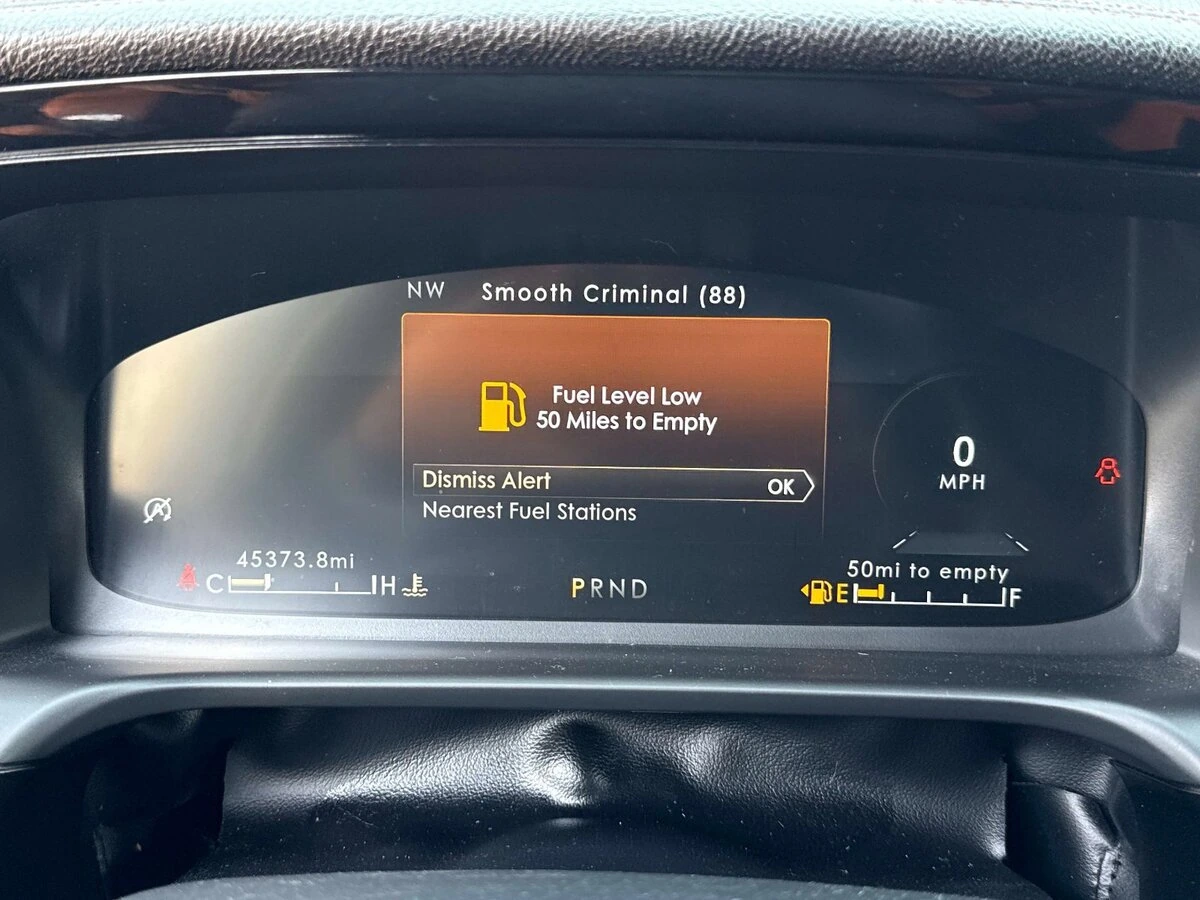 NW Smooth Criminal (88)
Fuel Level Low
50 Miles to Empty
Dismiss Alert OK
Nearest Fuel Stations
0
MPH
45373.8mi
C H
PRND
50mi to empty
E F